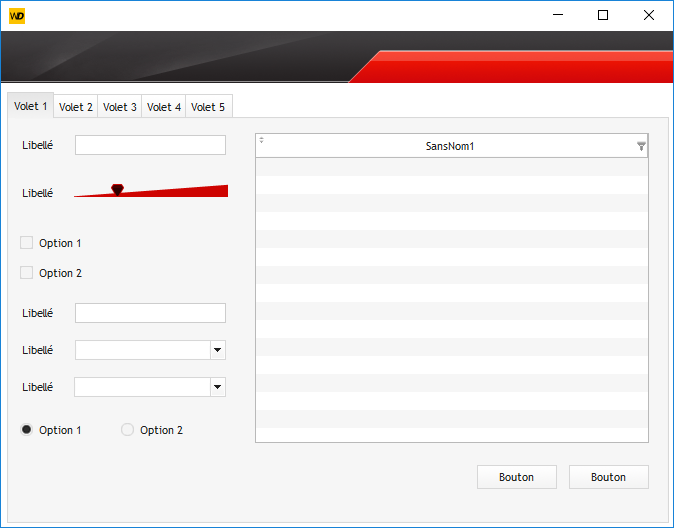 WD
Volet 1 Volet 2 Volet 3 Volet 4 Volet 5
Libellé
SansNom1
Libellé
Option 1
Option 2
Libellé
Libellé
Libellé
Option 1 Option 2
Bouton Bouton